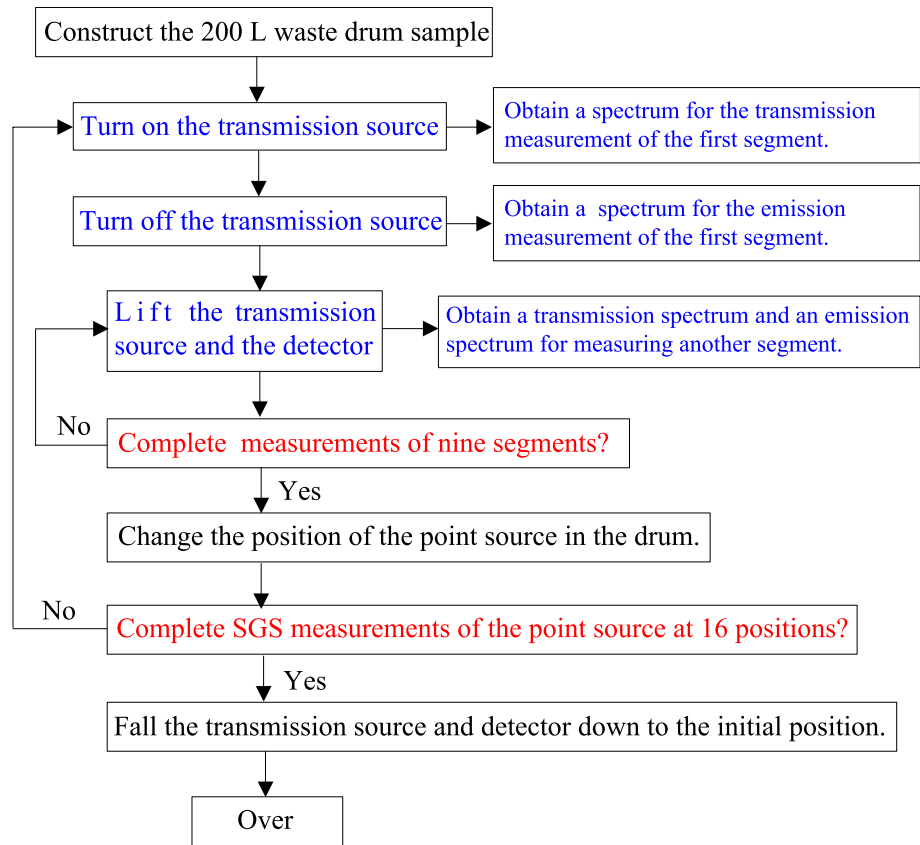 Construct the 200 L waste drum sample
Turn on the transmission source
Obtain a spectrum for the transmission
measurement of the first segment.
Turn off the transmission source
Obtain a spectrum for the emission
measurement of the first segment.
Lift the transmission
source and the detector
Obtain a transmission spectrum and an emission
spectrum for measuring another segment.
No
Complete measurements of nine segments?
Yes
Change the position of the point source in the drum.
No
Complete SGS measurements of the point source at 16 positions?
Yes
Fall the transmission source and detector down to the initial position.
Over